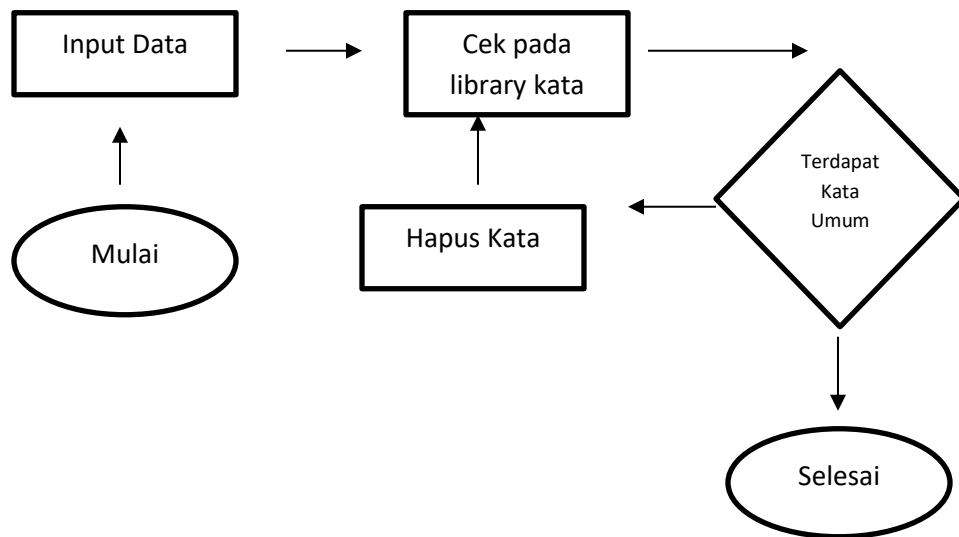 Input Data
Cek pada
library kata
Terdapat
Kata
Umum
Hapus Kata
Mulai
Selesai